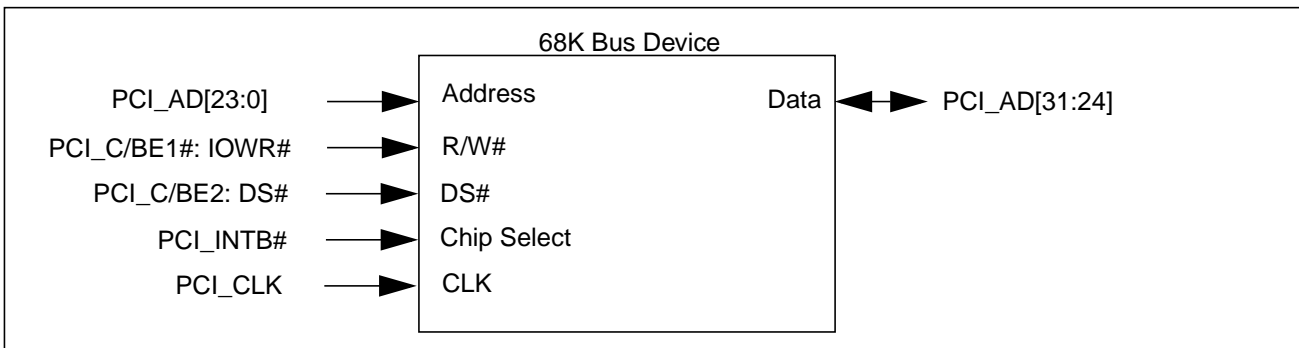 68K Bus Device
PCI_AD[23:0] Address Data PCI_AD[31:24]
PCI_C/BE1#: IOWR# R/W#
PCI_C/BE2: DS# DS#
PCI_INTB# Chip Select
PCI_CLK CLK